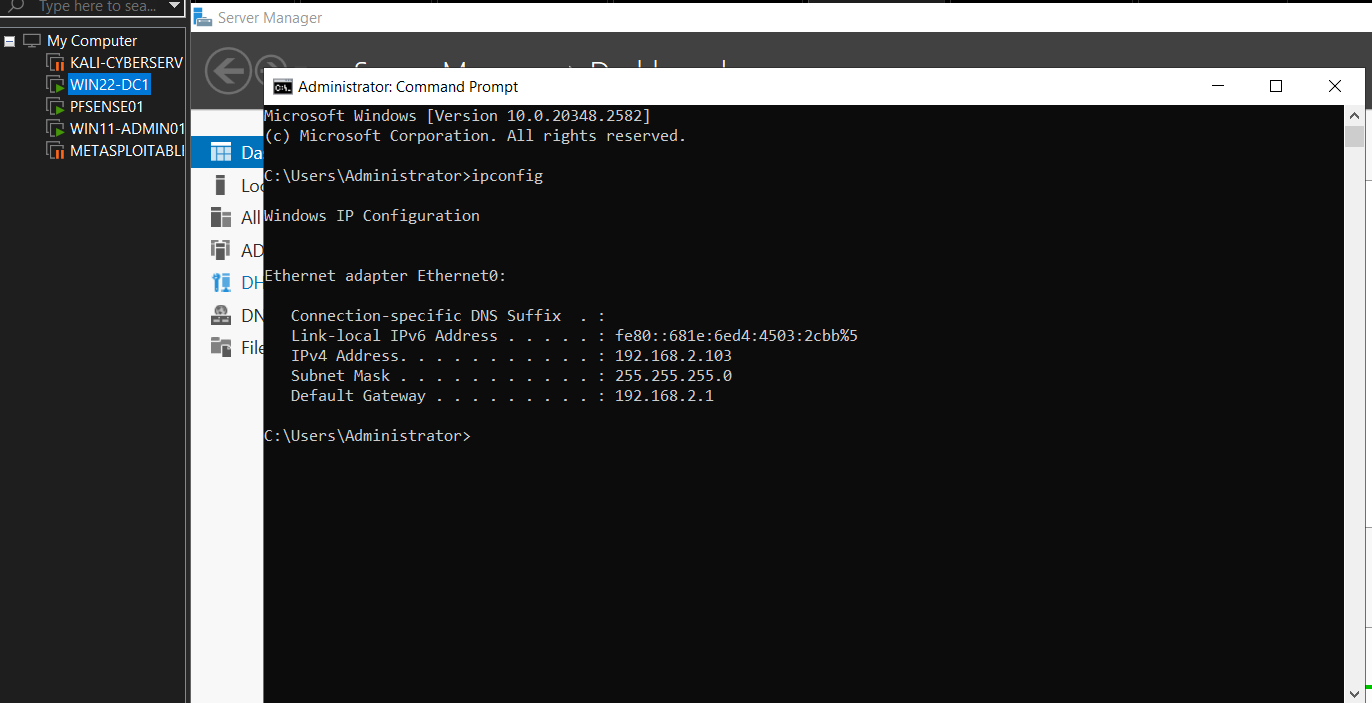 Type here to sea...
My Computer
KALI-CYBERSERV
WIN22-DC1
PFSENSE01
WIN11-ADMIN01
METASPLOITABLI
Server Manager
Da
Loc
All
AD
DH
DN
File
Administrator: Command Prompt
Microsoft Windows [Version 10.0.20348.2582]
(c) Microsoft Corporation. All rights reserved.
C:\Users\Administrator>ipconfig
Windows IP Configuration
Ethernet adapter Ethernet0:
Connection-specific DNS Suffix  . :
Link-local IPv6 Address . . . . . : fe80::681e:6ed4:4503:2cbb%5
IPv4 Address. . . . . . . . . . . : 192.168.2.103
Subnet Mask . . . . . . . . . . . : 255.255.255.0
Default Gateway . . . . . . . . . : 192.168.2.1
C:\Users\Administrator>